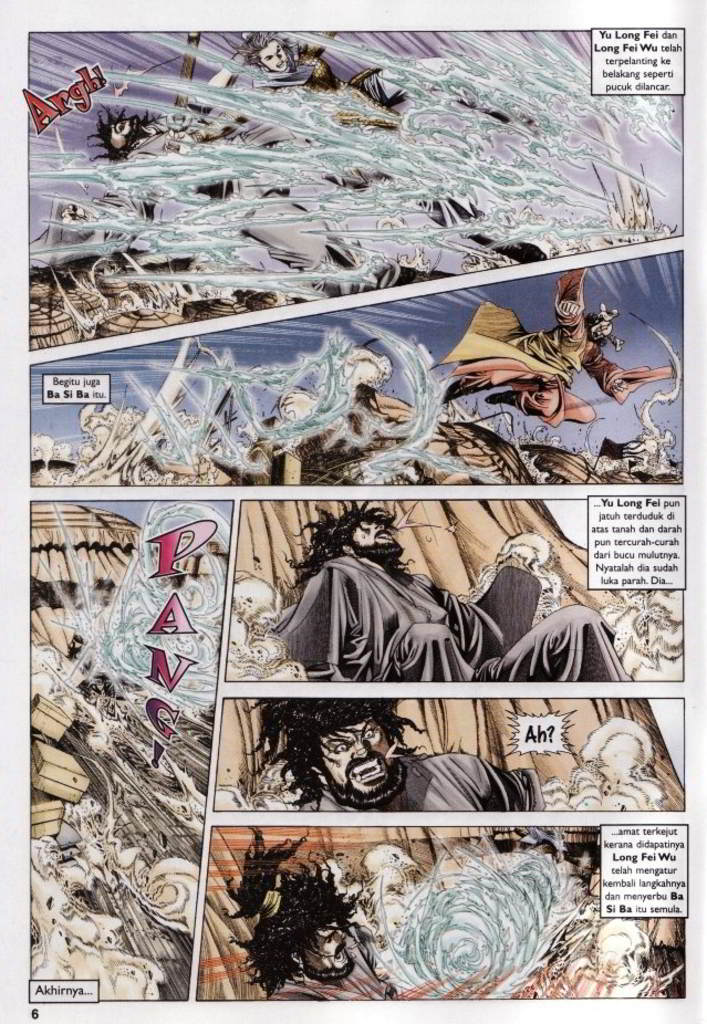 Yu Long Fei dan
Long Fei Wu telah
terpelanting ke
belakang seperti
pucuk dilancar.
Argh!
Begitu juga
Ba Si Ba itu.
PANG!
...Yu Long Fei pun
jatuh terduduk di
atas tanah dan darah
pun tercurah-curah
dari bucu mulutnya.
Nyatalah dia sudah
luka parah. Dia...
Ah?
...amat terkejut
kerana didapatinya
Long Fei Wu
telah mengatur
kembali langkahnya
dan menyerbu Ba
Si Ba itu semula.
Akhirnya...
6